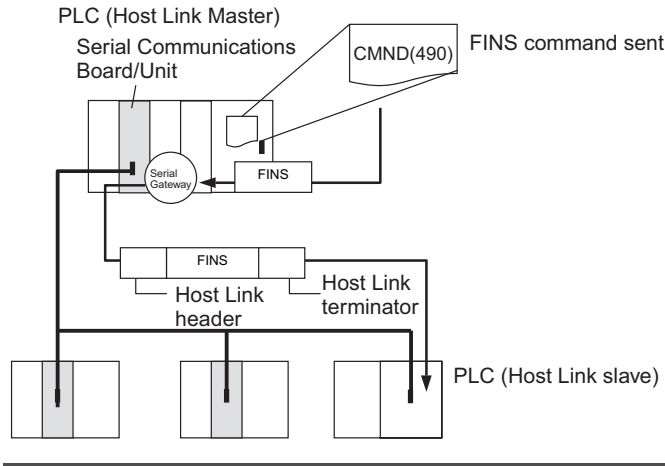 PLC (Host Link Master)
Serial Communications
Board/Unit
CMND(490)
FINS command sent
Serial
Gateway
FINS
FINS
Host Link
header
Host Link
terminator
PLC (Host Link slave)